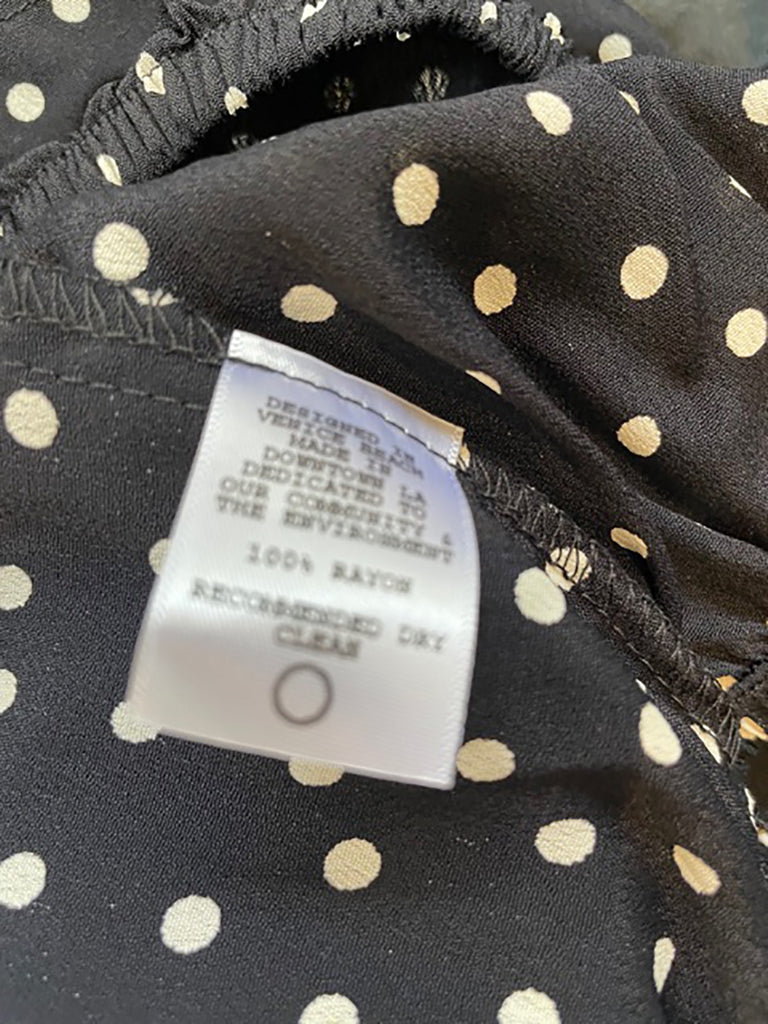 DESIGNED IN
VENICE BEACH
MADE IN
DOWNTOWN LA
DEDICATED TO
OUR COMMUNITY &
THE ENVIRONMENT
100% RAYON
RECOMMENDED DRY
CLEAN